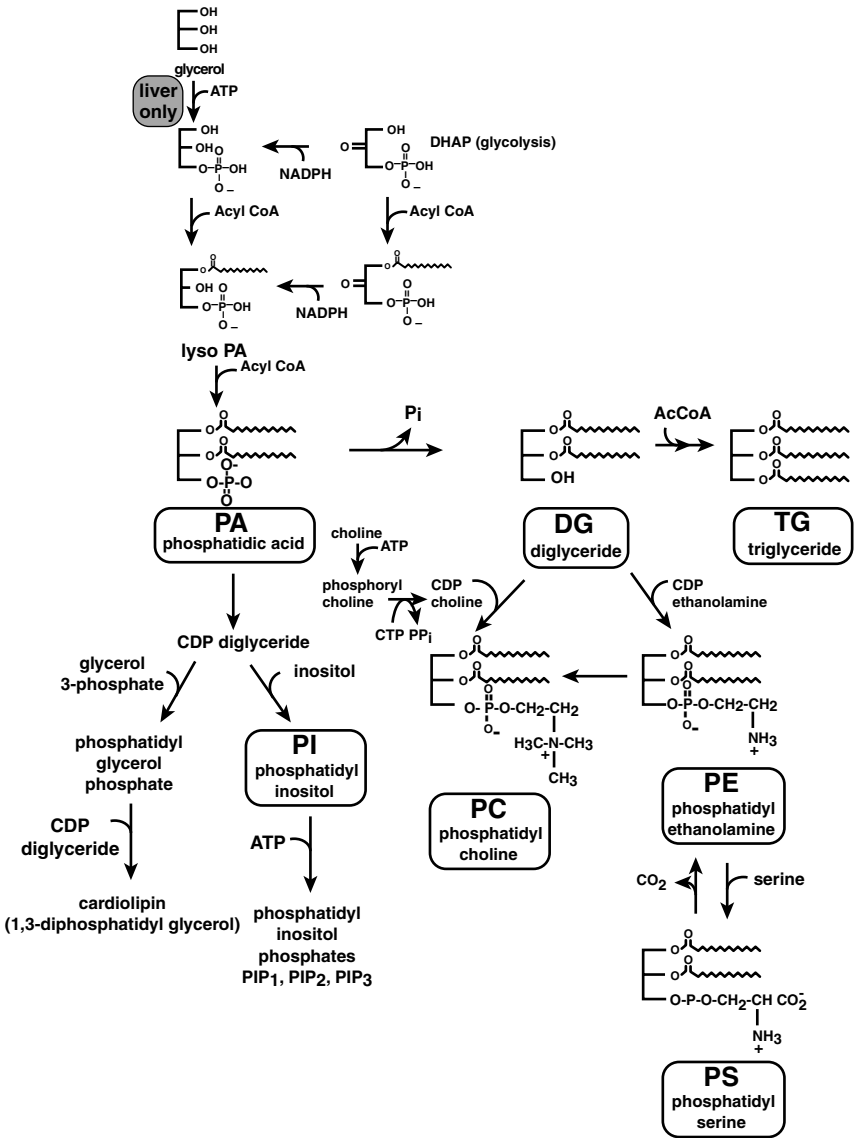 OH
OH
OH
glycerol
liver
only
ATP
OH
OH
O
O-P-OH
O –
NADPH
O
OH
O
O-P-OH
O –
DHAP (glycolysis)
Acyl CoA
Acyl CoA
O
O
OH
O
O-P-OH
O –
NADPH
O
O
O
O
O-P-OH
O –
lyso PA
Acyl CoA
O
O
O
O
O-
O-P-O
O
PA
phosphatidic acid
Pi
O
O
O
O
OH
DG
diglyceride
AcCoA
O
O
O
O
O
O
TG
triglyceride
choline
ATP
phosphoryl
choline
CTP PPi
CDP
choline
CDP
ethanolamine
CDP diglyceride
glycerol
3-phosphate
inositol
phosphatidyl
glycerol
phosphate
PI
phosphatidyl
inositol
CDP
diglyceride
ATP
cardiolipin
(1,3-diphosphatidyl glycerol)
phosphatidyl
inositol
phosphates
PIP1, PIP2, PIP3
O
O
O
O
O
O- P-O-CH2-CH2
O-
H3C-N-CH3
+
CH3
PC
phosphatidyl
choline
O
O
O
O
O
O-P-O-CH2-CH2
O-
NH3
+
PE
phosphatidyl
ethanolamine
CO2
serine
O
O
O
O
O-P-O-CH2-CH CO2-
NH3
+
PS
phosphatidyl
serine